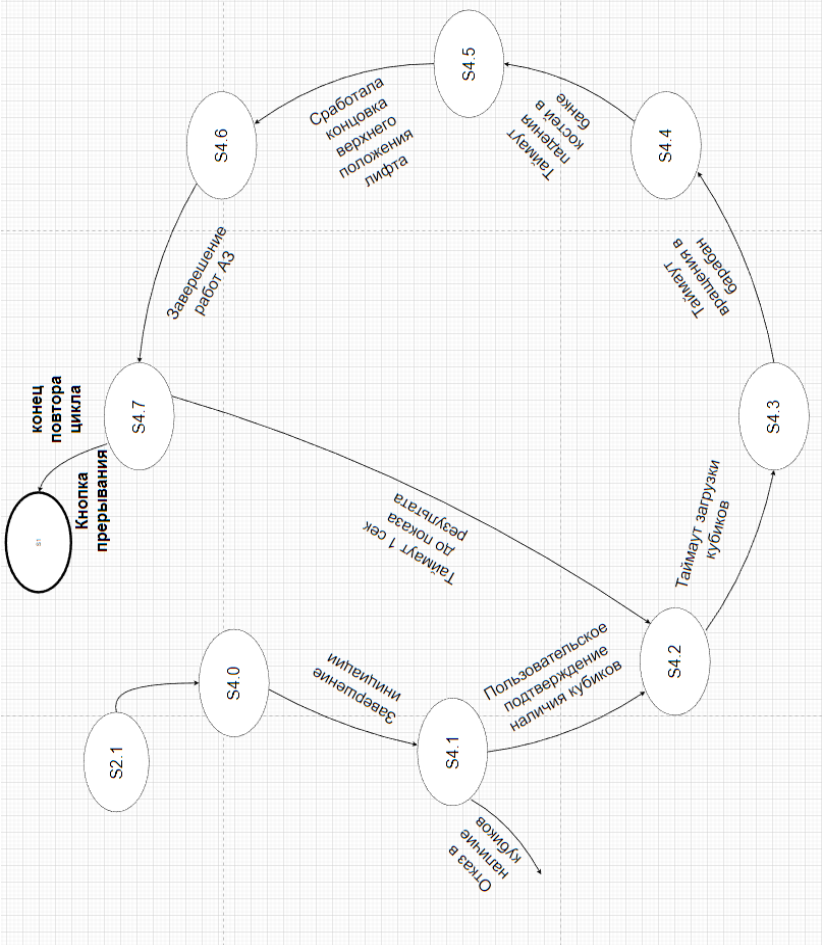 S4.5
S4.6
S4.4
Сработала
концовка
верхнего
положения
лифта
Таймаут
падения
костей в
банке
Заверешение
работ А3
Таймаут
вращения в
барабан
S4.7
S4.3
конец
повтора
цикла
Кнопка
прерывания
S1
Таймаут 1 сек
до показа
результата
Таймаут загрузки
кубиков
S2.1
S4.0
Завершение
инициации
S4.1
Пользовательское
подтверждение
наличия кубиков
S4.2
Отказ в
наличие
кубиков